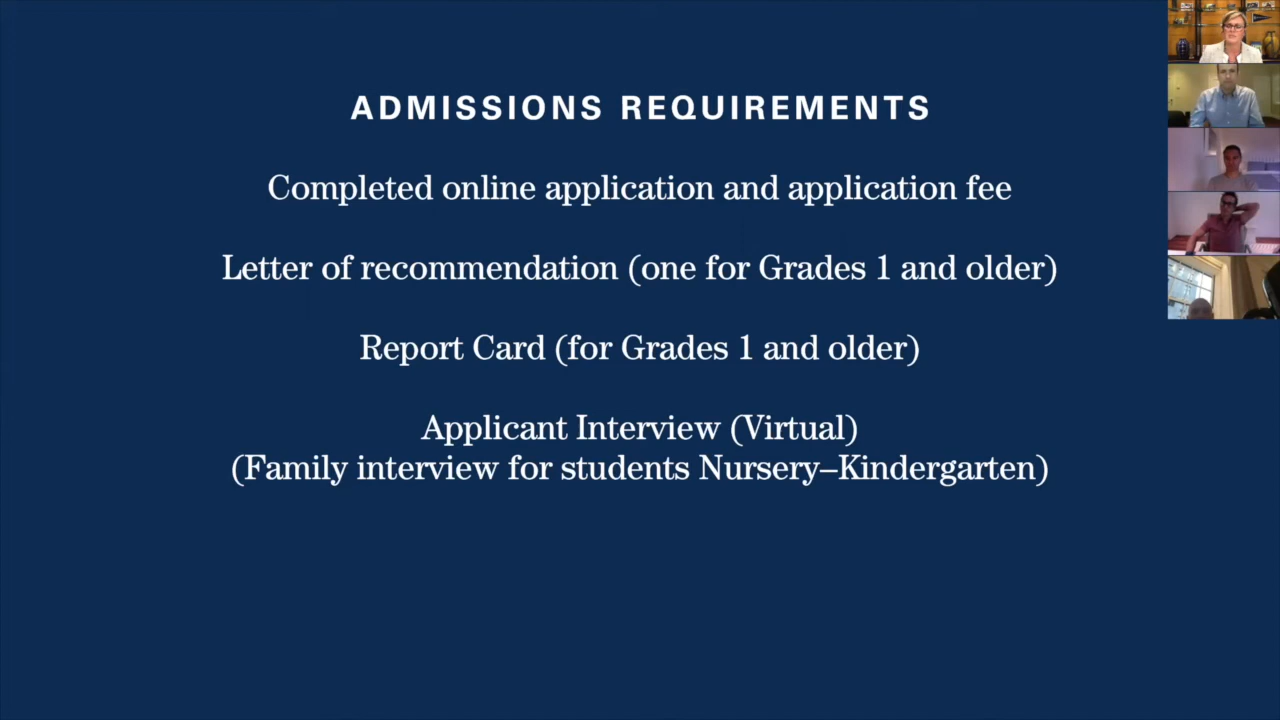 ADMISSIONS REQUIREMENTS
Completed online application and application fee
Letter of recommendation (one for Grades 1 and older)
Report Card (for Grades 1 and older)
Applicant Interview (Virtual)
(Family interview for students Nursery–Kindergarten)